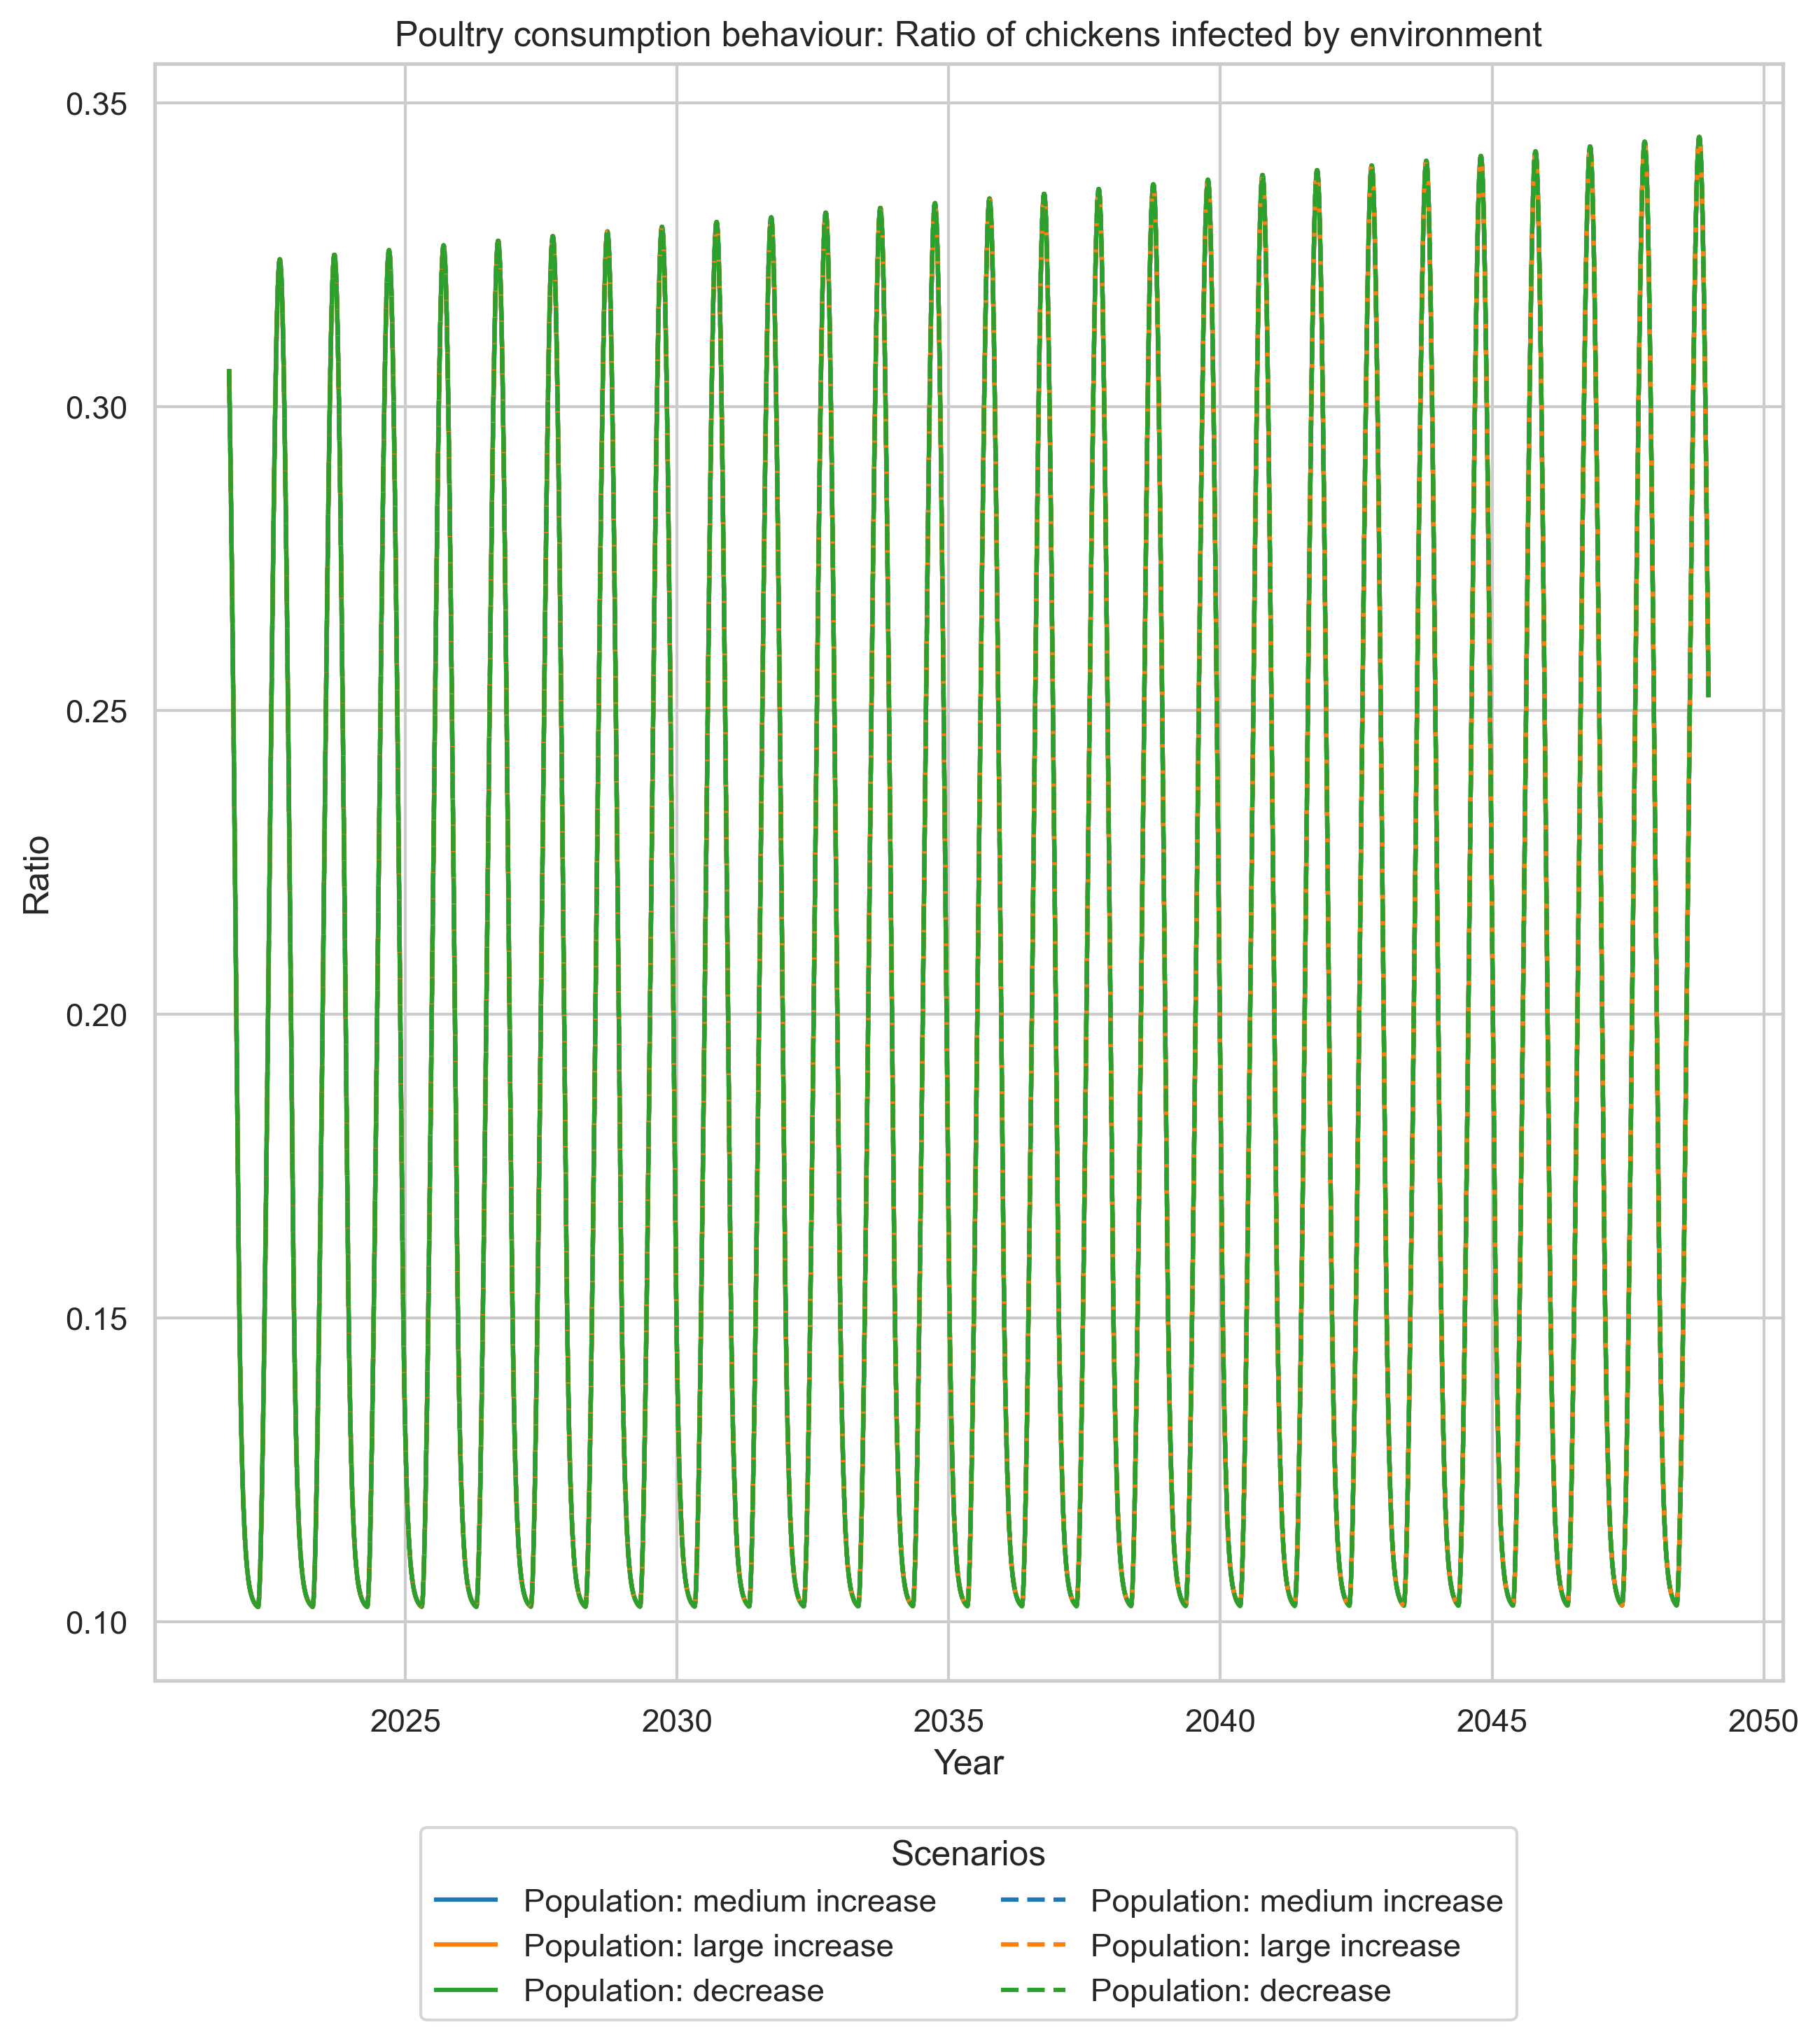 Poultry consumption behaviour: Ratio of chickens infected by environment
0.35
0.30
0.25
0.20
0.15
0.10
Ratio
2025 2030 2035 2040 2045 2050
Year
Scenarios
Population: medium increase Population: medium increase
Population: large increase Population: large increase
Population: decrease Population: decrease